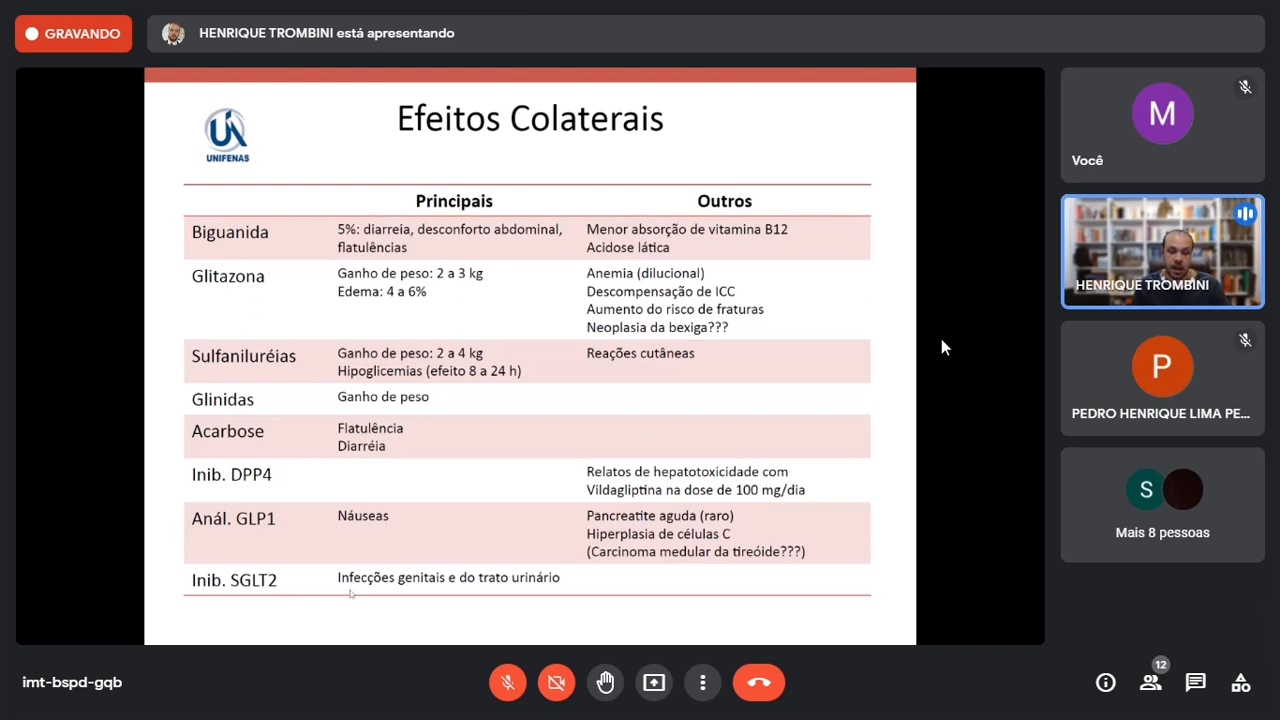 GRAVANDO
HENRIQUE TROMBINI está apresentando
UNIFENAS
Efeitos Colaterais
Principais Outros
Biguanida 5%: diarreia, desconforto abdominal, Menor absorção de vitamina B12
flatulências Acidose lática
Glitazona Ganho de peso: 2 a 3 kg Anemia (dilucional)
Edema: 4 a 6% Descompensação de ICC
Aumento do risco de fraturas
Neoplasia da bexiga???
Sulfaniluréias Ganho de peso: 2 a 4 kg Reações cutâneas
Hipoglicemias (efeito 8 a 24 h)
Glinidas Ganho de peso
Acarbose Flatulência
Diarréia
Inib. DPP4 Relatos de hepatotoxicidade com
Vildagliptina na dose de 100 mg/dia
Anál. GLP1 Náuseas Pancreatite aguda (raro)
Hiperplasia de células C
(Carcinoma medular da tireóide???)
Inib. SGLT2 Infecções genitais e do trato urinário
M
Você
HENRIQUE TROMBINI
P
PEDRO HENRIQUE LIMA PE...
S
Mais 8 pessoas
imt-bspd-gqb
12